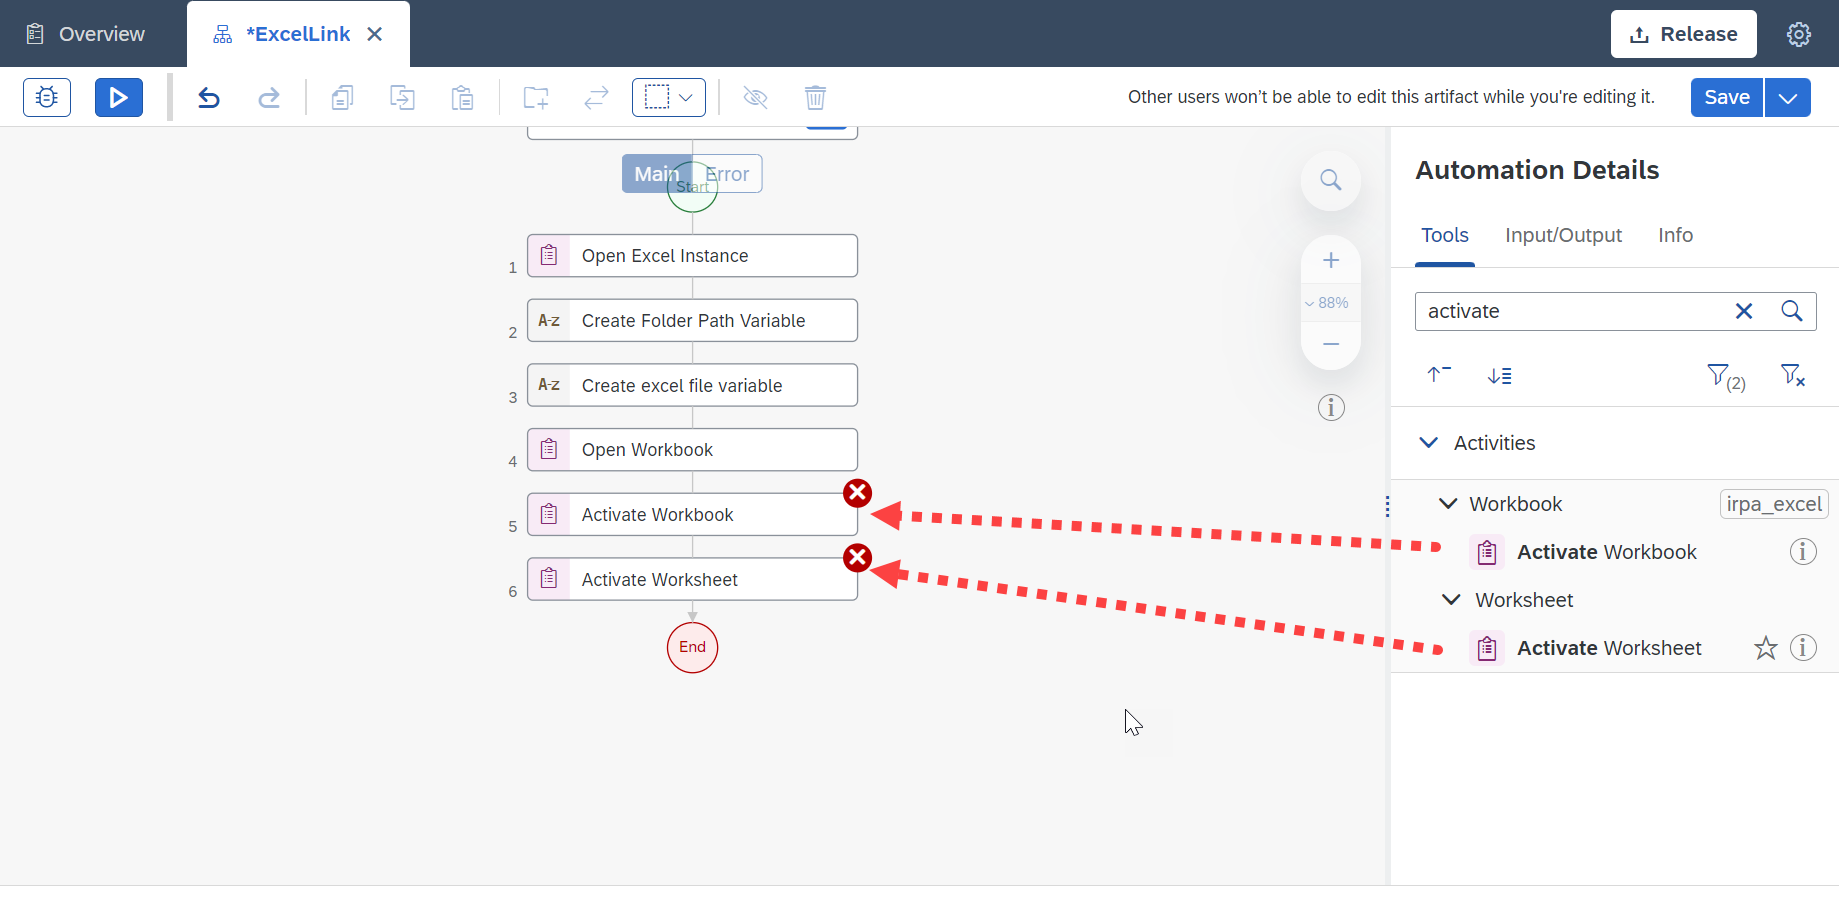 Overview
*ExcelLink
Release
Other users won't be able to edit this artifact while you're editing it.
Save
Main
Error
Start
1
Open Excel Instance
2
A-Z
Create Folder Path Variable
3
A-Z
Create excel file variable
4
Open Workbook
5
Activate Workbook
6
Activate Worksheet
End
88%
Automation Details
Tools
Input/Output
Info
activate
(2)
Activities
Workbook
irpa_excel
Activate Workbook
Worksheet
Activate Worksheet